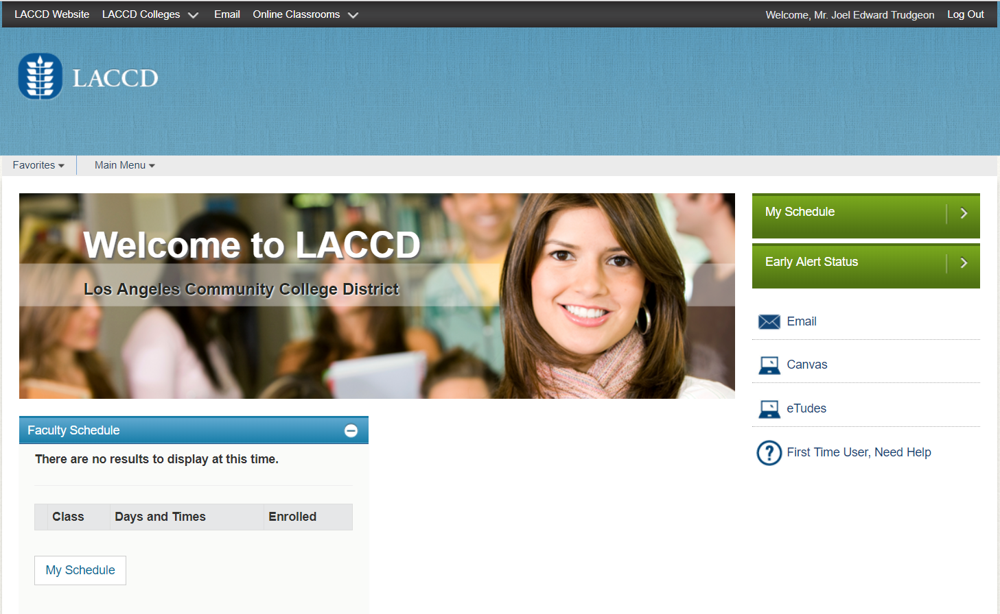 LACCD Website LACCD Colleges Email Online Classrooms Welcome, Mr. Joel Edward Trudgeon Log Out
LACCD
Favorites Main Menu
Welcome to LACCD
Los Angeles Community College District
My Schedule
Early Alert Status
Email
Canvas
eTudes
First Time User, Need Help
Faculty Schedule
There are no results to display at this time.
Class Days and Times Enrolled
My Schedule